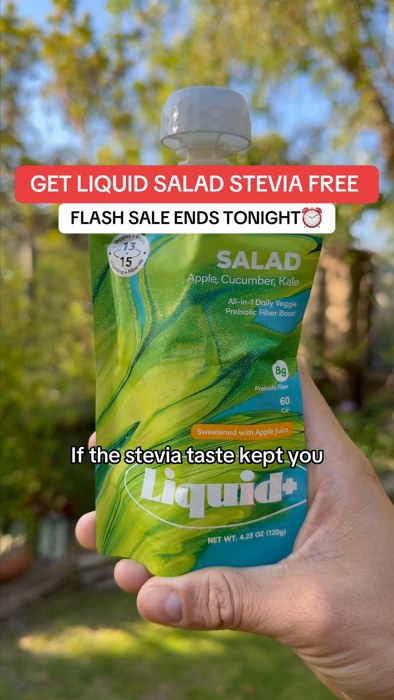 GET LIQUID SALAD STEVIA FREE
FLASH SALE ENDS TONIGHT⏰
13
15
SALAD
Apple, Cucumber, Kale
All-in-1 Daily Veggie
Prebiotic Fiber Boost
8g
Prebiotic Fiber
60
Cal
Sweetened with Apple Juice
If the stevia taste kept you
Liquid+
NET WT. 4.23 OZ (120g)